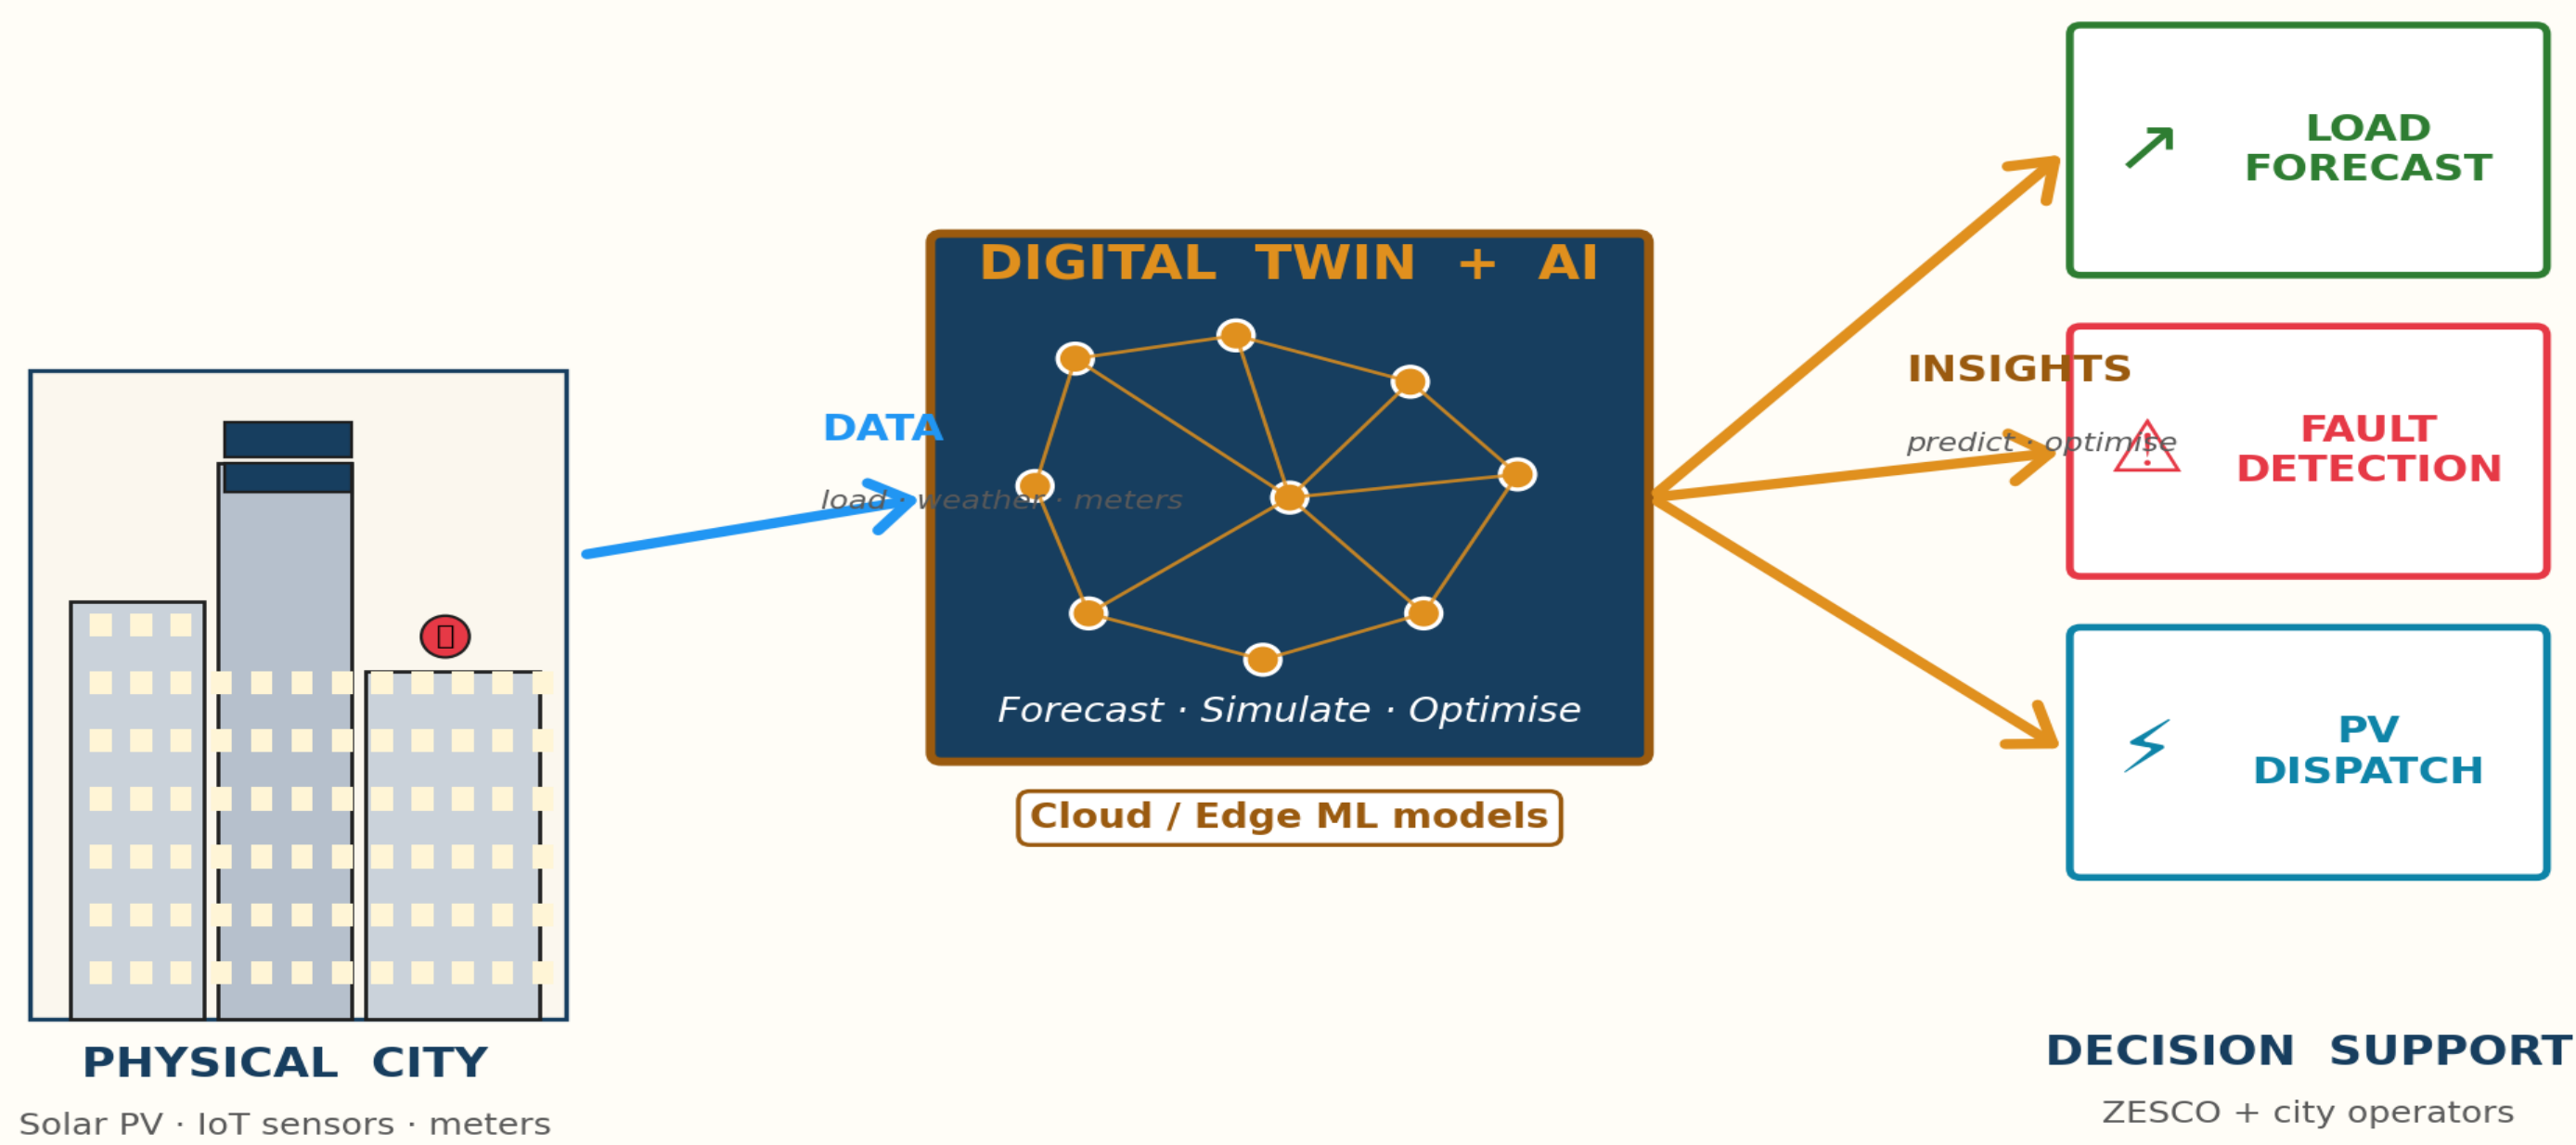 PHYSICAL CITY
Solar PV · IoT sensors · meters
DATA
load · weather · meters
DIGITAL TWIN + AI
Forecast · Simulate · Optimise
Cloud / Edge ML models
INSIGHTS
predict · optimise
LOAD
FORECAST
FAULT
DETECTION
PV
DISPATCH
DECISION SUPPORT
ZESCO + city operators